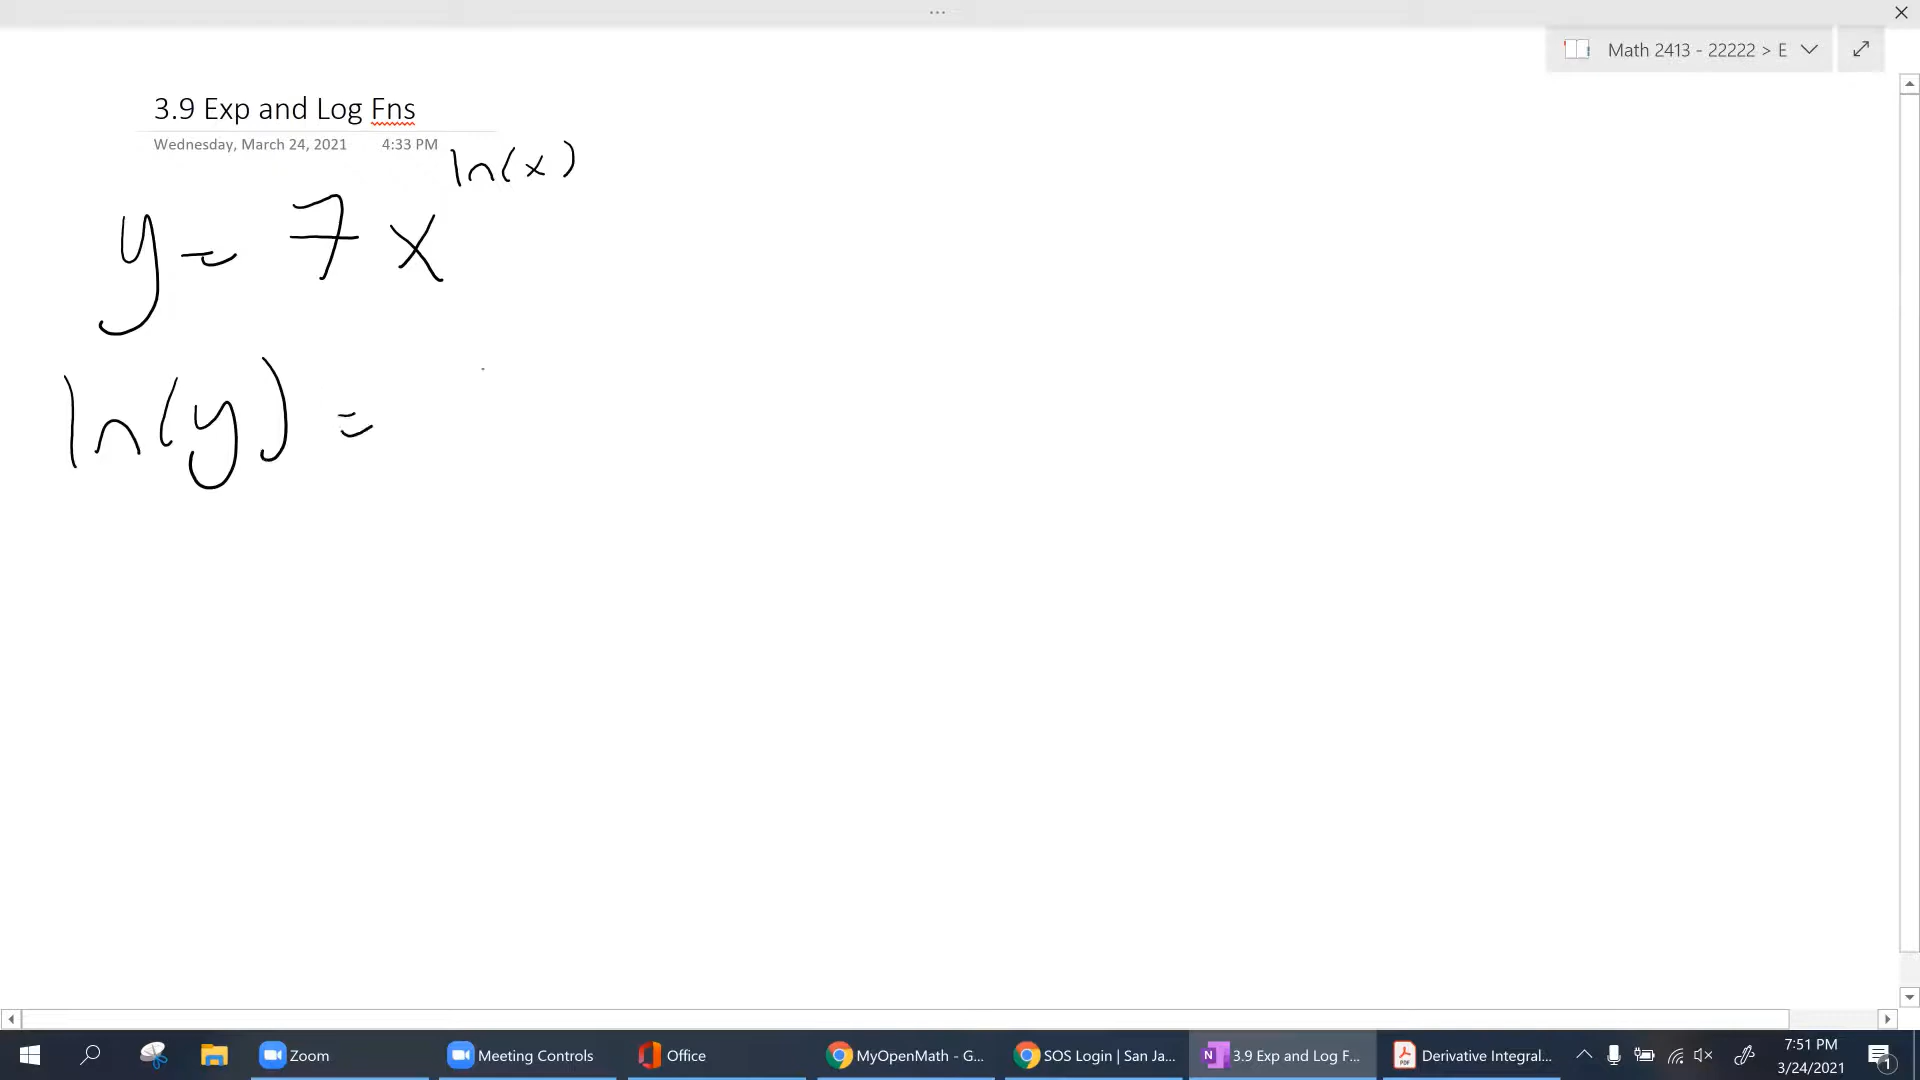 ...
Math 2413 - 22222 > E
3.9 Exp and Log Fns
Wednesday, March 24, 2021 4:33 PM
y = 7 x^ln(x)
ln(y) =
Zoom
Meeting Controls
Office
MyOpenMath - G...
SOS Login | San Ja...
N 3.9 Exp and Log F...
PDF Derivative Integral...
7:51 PM
3/24/2021
1